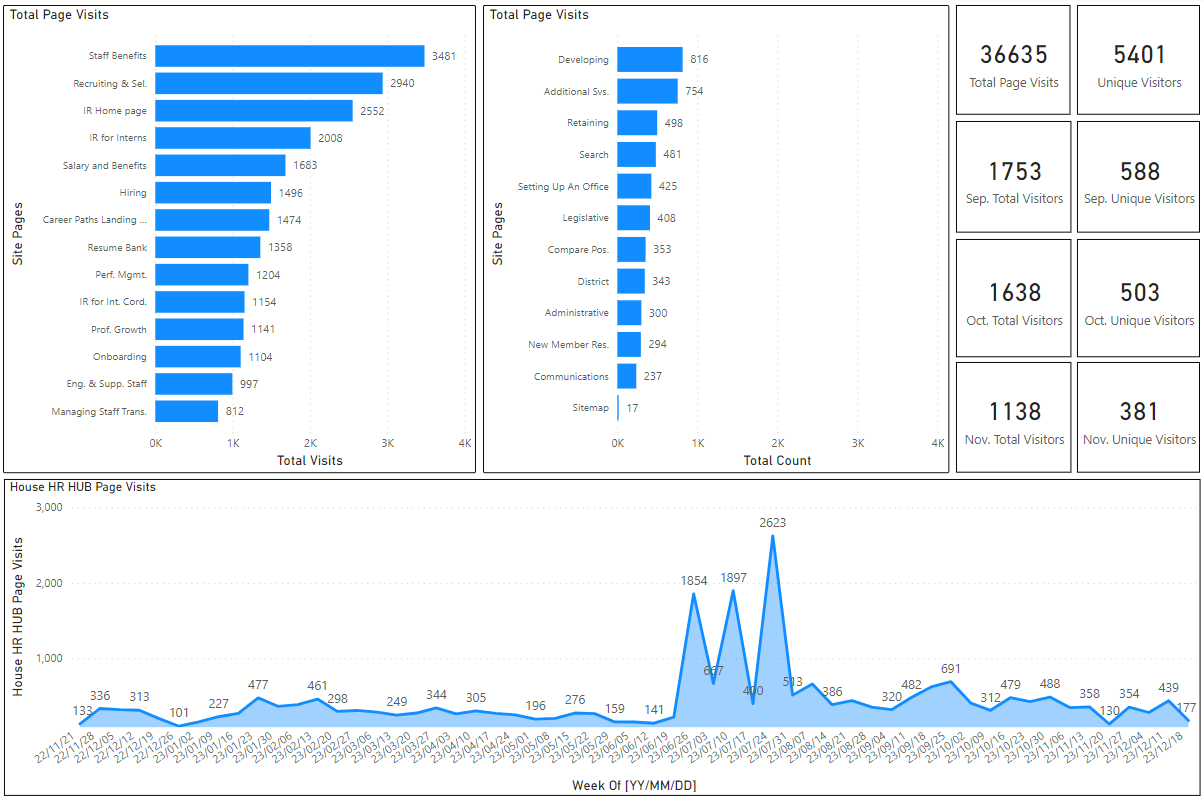 Total Page Visits
Site Pages
Staff Benefits 3481
Recruiting & Sel. 2940
IR Home page 2552
IR for Interns 2008
Salary and Benefits 1683
Hiring 1496
Career Paths Landing ... 1474
Resume Bank 1358
Perf. Mgmt. 1204
IR for Int. Cord. 1154
Prof. Growth 1141
Onboarding 1104
Eng. & Supp. Staff 997
Managing Staff Trans. 812
0K 1K 2K 3K 4K
Total Visits
Total Page Visits
Site Pages
Developing 816
Additional Svs. 754
Retaining 498
Search 481
Setting Up An Office 425
Legislative 408
Compare Pos. 353
District 343
Administrative 300
New Member Res. 294
Communications 237
Sitemap 17
0K 1K 2K 3K 4K
Total Count
36635
Total Page Visits
5401
Unique Visitors
1753
Sep. Total Visitors
588
Sep. Unique Visitors
1638
Oct. Total Visitors
503
Oct. Unique Visitors
1138
Nov. Total Visitors
381
Nov. Unique Visitors
House HR HUB Page Visits
House HR HUB Page Visits
3,000
2,000
1,000
133 336 313 101 227 477 461 298 249 344 305 196 276 159 141 1854 667 1897 400 2623 513 386 320 482 691 312 479 488 358 130 354 439 177
22/11/21 22/11/28 22/12/05 22/12/12 22/12/19 22/12/26 23/01/02 23/01/09 23/01/16 23/01/23 23/01/30 23/02/06 23/02/13 23/02/20 23/02/27 23/03/06 23/03/13 23/03/20 23/03/27 23/04/03 23/04/10 23/04/17 23/04/24 23/05/01 23/05/08 23/05/15 23/05/22 23/05/29 23/06/05 23/06/12 23/06/19 23/06/26 23/07/03 23/07/10 23/07/17 23/07/24 23/07/31 23/08/07 23/08/14 23/08/21 23/08/28 23/09/04 23/09/11 23/09/18 23/09/25 23/10/02 23/10/09 23/10/16 23/10/23 23/10/30 23/11/06 23/11/13 23/11/20 23/11/27 23/12/04 23/12/11 23/12/18
Week Of [YY/MM/DD]